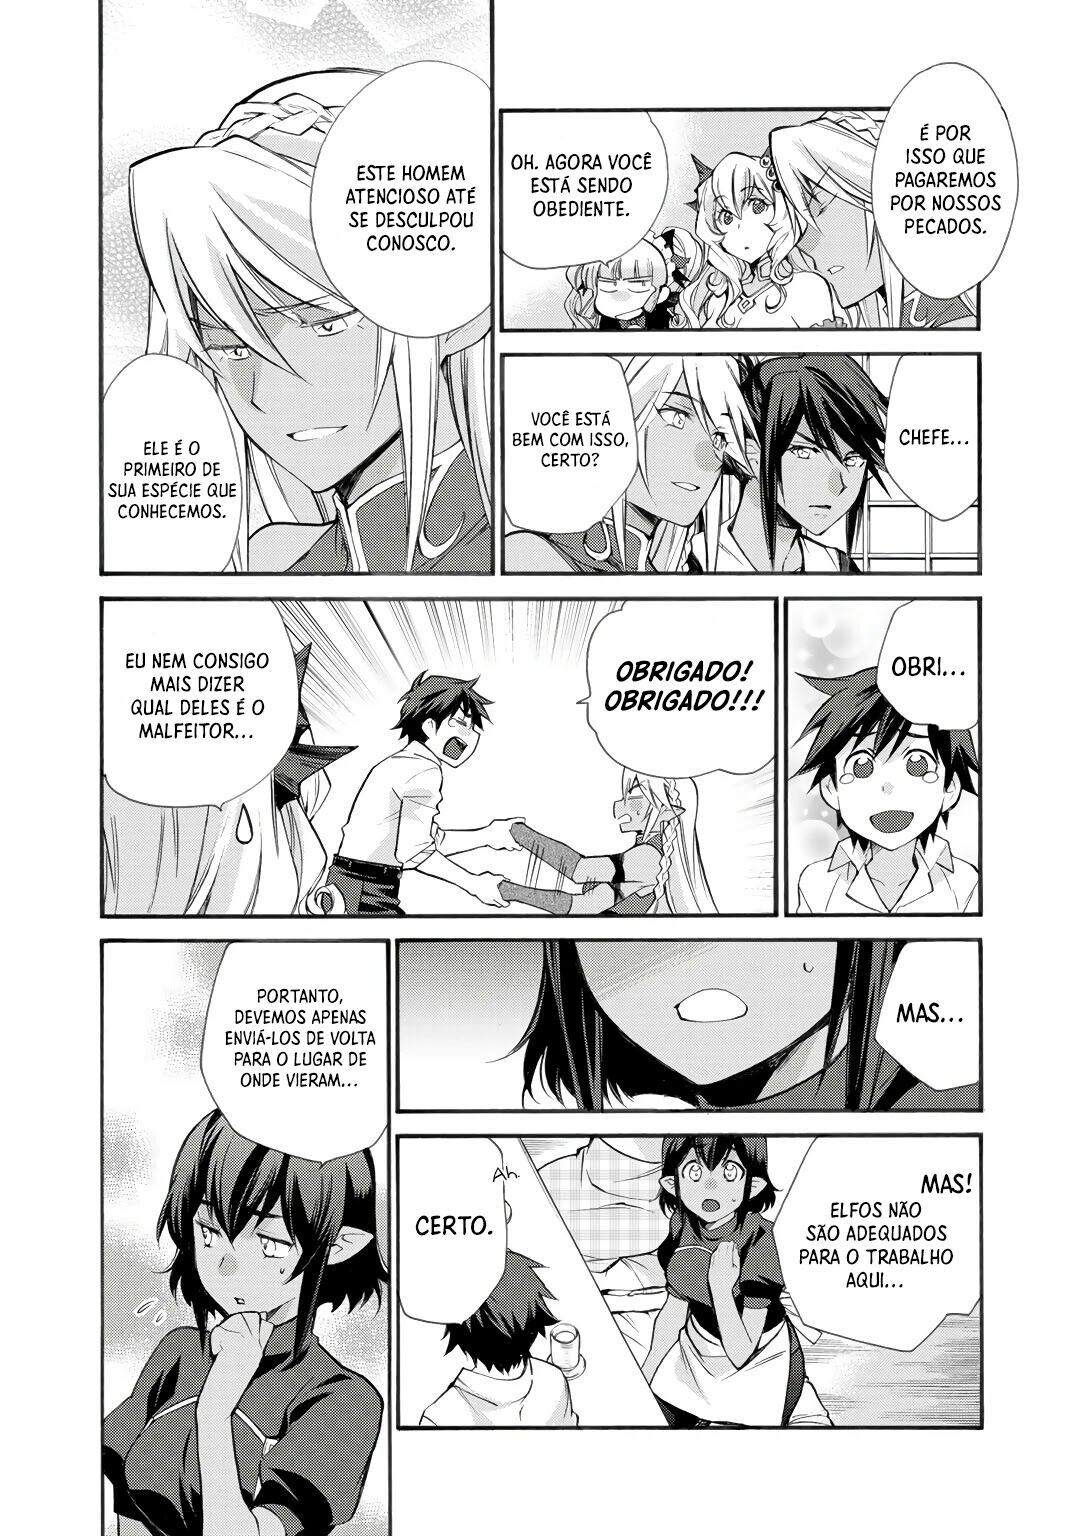 É POR
ISSO QUE
PAGAREMOS
POR NOSSOS
PECADOS.
OH. AGORA VOCÊ
ESTÁ SENDO
OBEDIENTE.
ESTE HOMEM
ATENCIOSO ATÉ
SE DESCULPOU
CONOSCO.
ELE É O
PRIMEIRO DE
SUA ESPÉCIE QUE
CONHECEMOS.
CHEFE...
VOCÊ ESTÁ
BEM COM ISSO,
CERTO?
OBRI...
OBRIGADO!
OBRIGADO!!!
EU NEM CONSIGO
MAIS DIZER
QUAL DELES É O
MALFEITOR...
MAS...
MAS!
ELFOS NÃO
SÃO ADEQUADOS
PARA O TRABALHO
AQUI...
Ah.
CERTO.
PORTANTO,
DEVEMOS APENAS
ENVIÁ-LOS DE VOLTA
PARA O LUGAR DE
ONDE VIERAM...